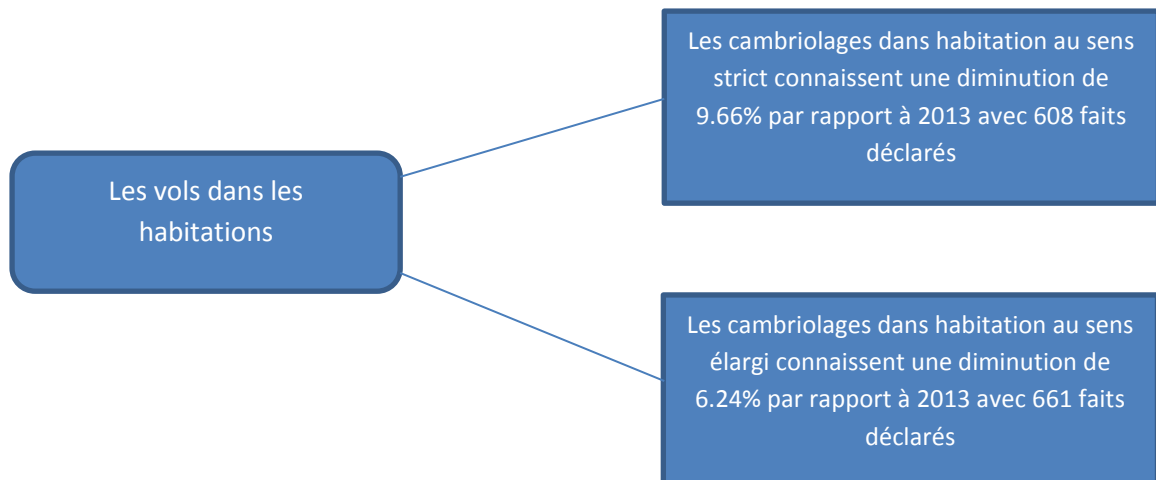 Les vols dans les
habitations
Les cambriolages dans habitation au sens
strict connaissent une diminution de
9.66% par rapport à 2013 avec 608 faits
déclarés
Les cambriolages dans habitation au sens
élargi connaissent une diminution de
6.24% par rapport à 2013 avec 661 faits
déclarés